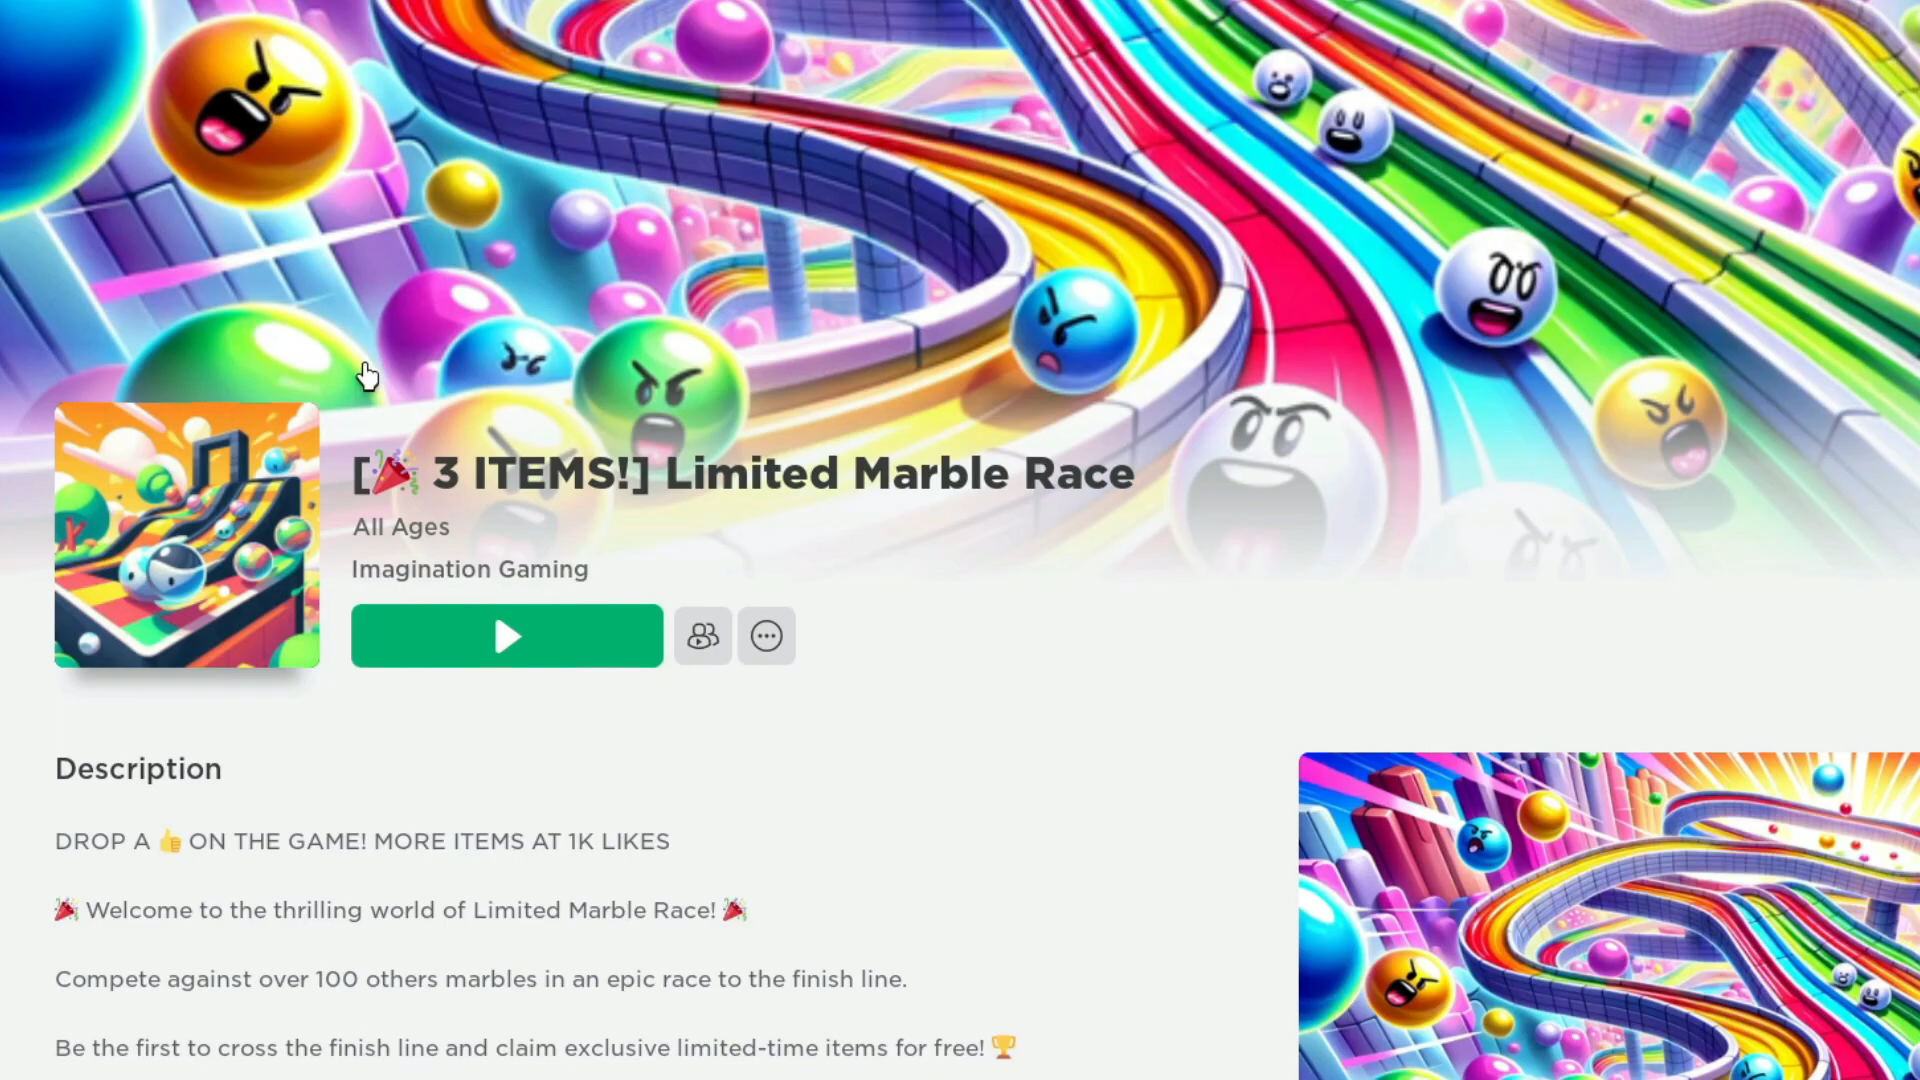 [🎉 3 ITEMS!] Limited Marble Race
All Ages
Imagination Gaming
Description
DROP A 👍 ON THE GAME! MORE ITEMS AT 1K LIKES
🎉 Welcome to the thrilling world of Limited Marble Race! 🎉
Compete against over 100 others marbles in an epic race to the finish line.
Be the first to cross the finish line and claim exclusive limited-time items for free! 🏆